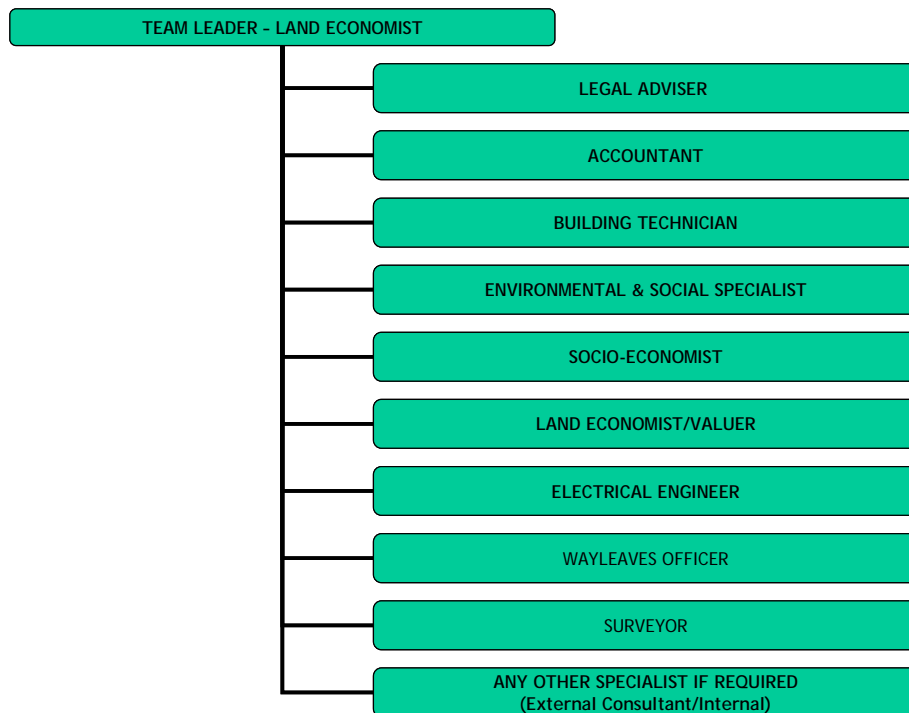 TEAM LEADER - LAND ECONOMIST
LEGAL ADVISER
ACCOUNTANT
BUILDING TECHNICIAN
ENVIRONMENTAL & SOCIAL SPECIALIST
SOCIO-ECONOMIST
LAND ECONOMIST/VALUER
ELECTRICAL ENGINEER
WAYLEAVES OFFICER
SURVEYOR
ANY OTHER SPECIALIST IF REQUIRED
(External Consultant/Internal)